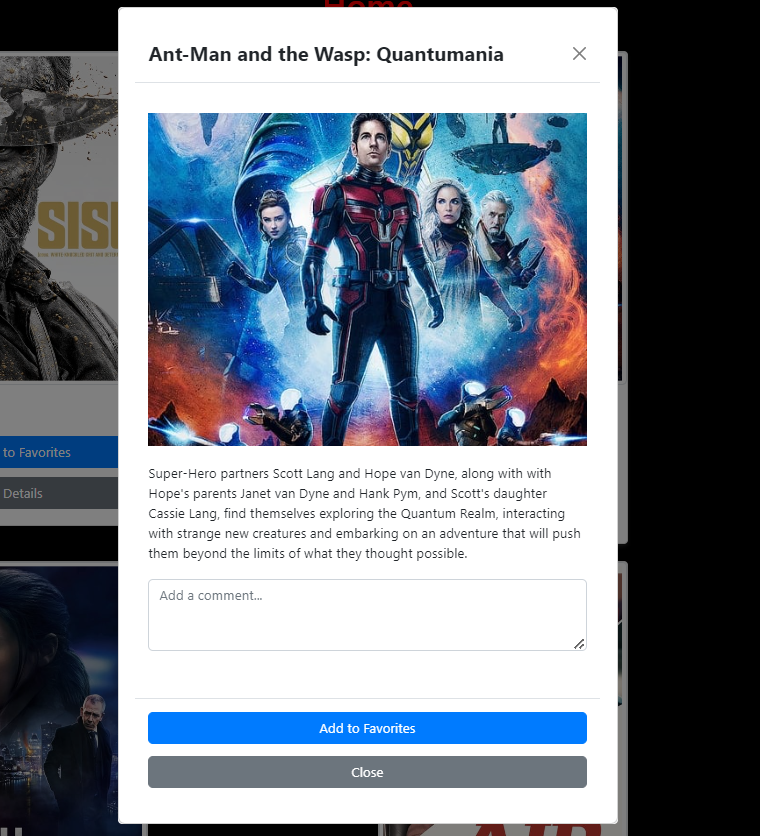 Home
Ant-Man and the Wasp: Quantumania
SISU
Super-Hero partners Scott Lang and Hope van Dyne, along with with
Hope's parents Janet van Dyne and Hank Pym, and Scott's daughter
Cassie Lang, find themselves exploring the Quantum Realm, interacting
with strange new creatures and embarking on an adventure that will push
them beyond the limits of what they thought possible.
to Favorites
Details
Add a comment...
Add to Favorites
Close
AIR